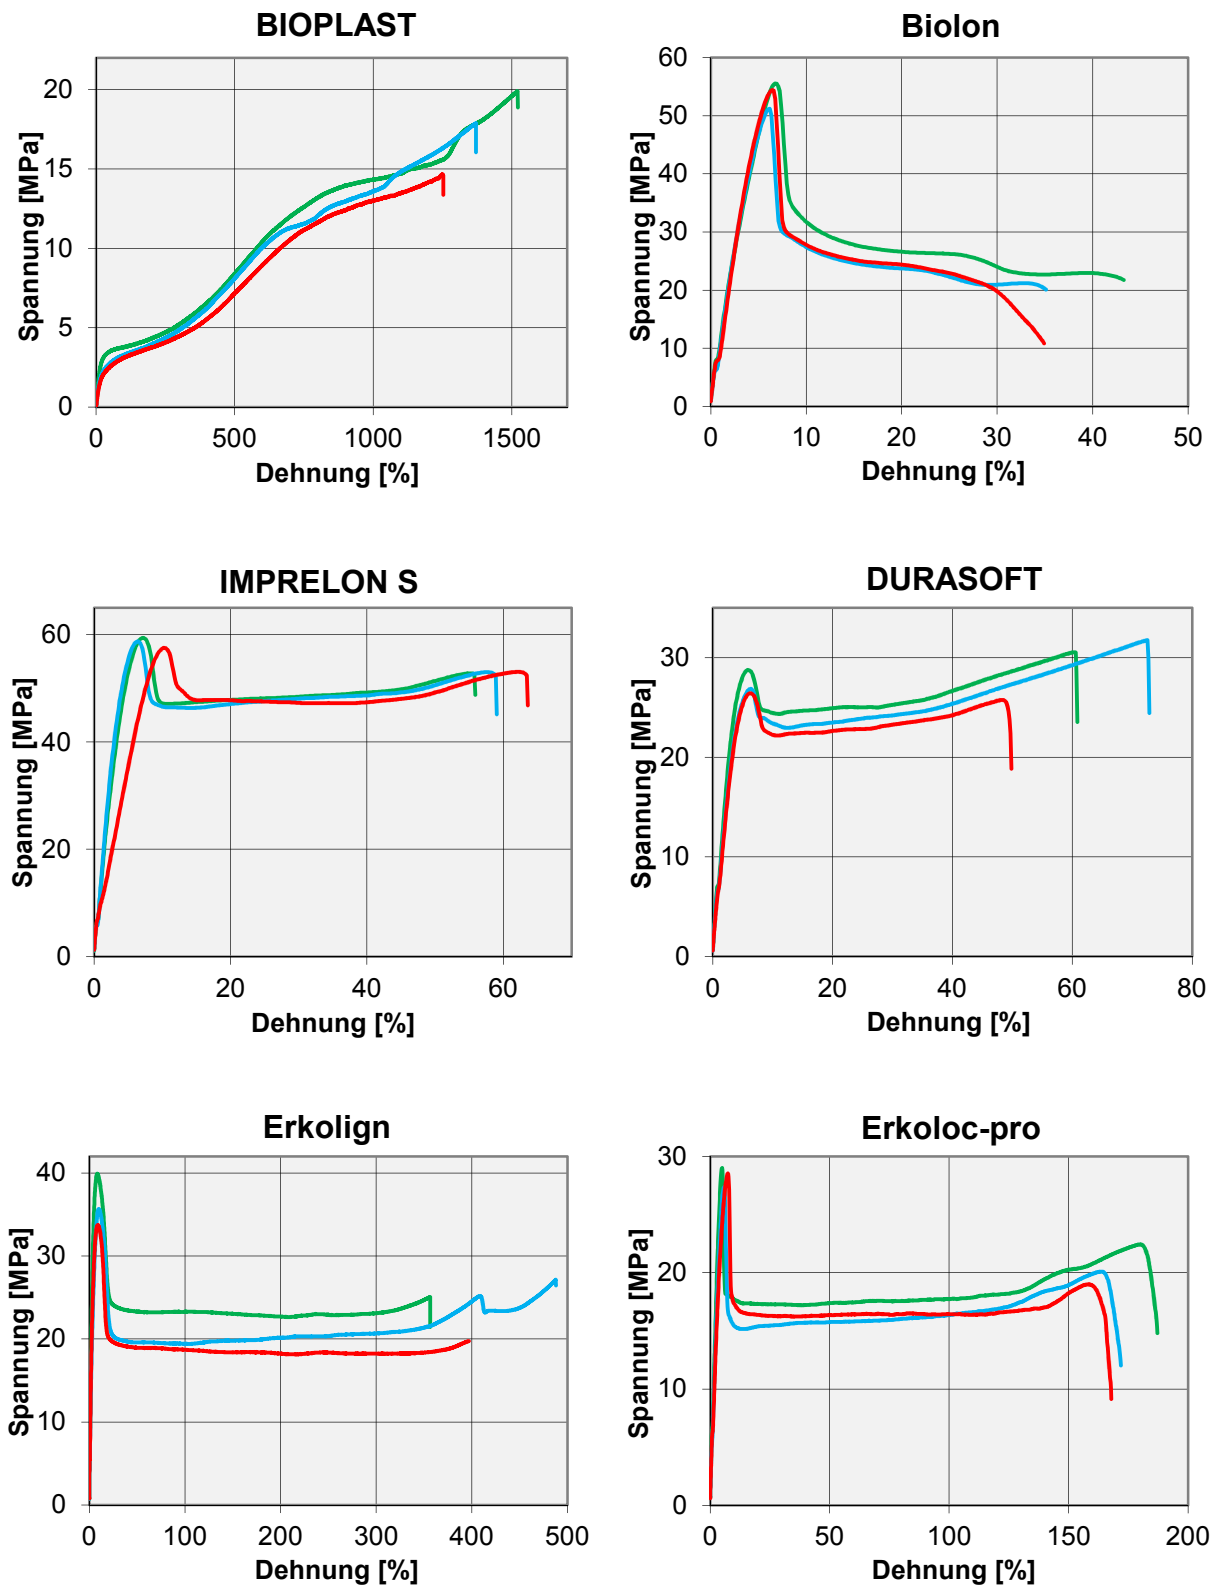 BIOPLAST
Spannung [MPa]
20
15
10
5
0
0 500 1000 1500
Dehnung [%]
Biolon
Spannung [MPa]
60
50
40
30
20
10
0
0 10 20 30 40 50
Dehnung [%]
IMPRELON S
Spannung [MPa]
60
40
20
0
0 20 40 60
Dehnung [%]
DURASOFT
Spannung [MPa]
30
20
10
0
0 20 40 60 80
Dehnung [%]
Erkolign
Spannung [MPa]
40
30
20
10
0
0 100 200 300 400 500
Dehnung [%]
Erkoloc-pro
Spannung [MPa]
30
20
10
0
0 50 100 150 200
Dehnung [%]